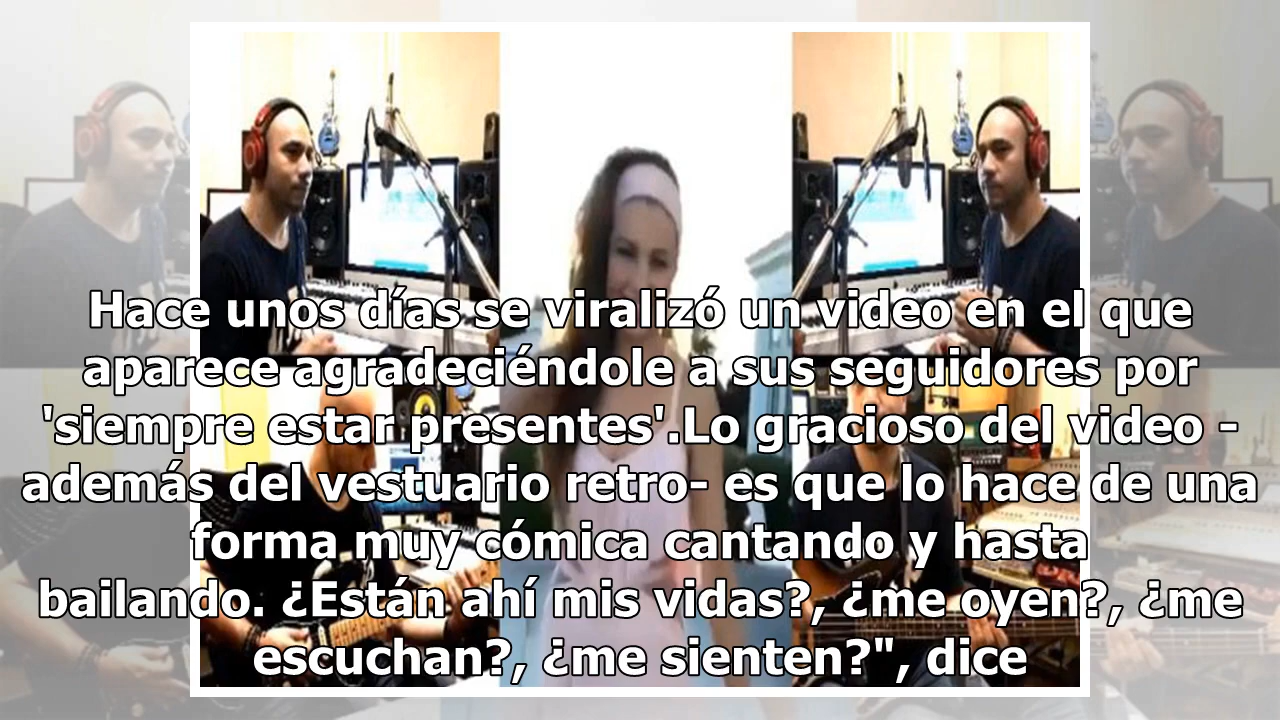 Hace unos días se viralizó un video en el que
aparece agradeciéndole a sus seguidores por
'siempre estar presentes'.Lo gracioso del video -
además del vestuario retro- es que lo hace de una
forma muy cómica cantando y hasta
bailando. ¿Están ahí mis vidas?, ¿me oyen?, ¿me
escuchan?, ¿me sienten?", dice